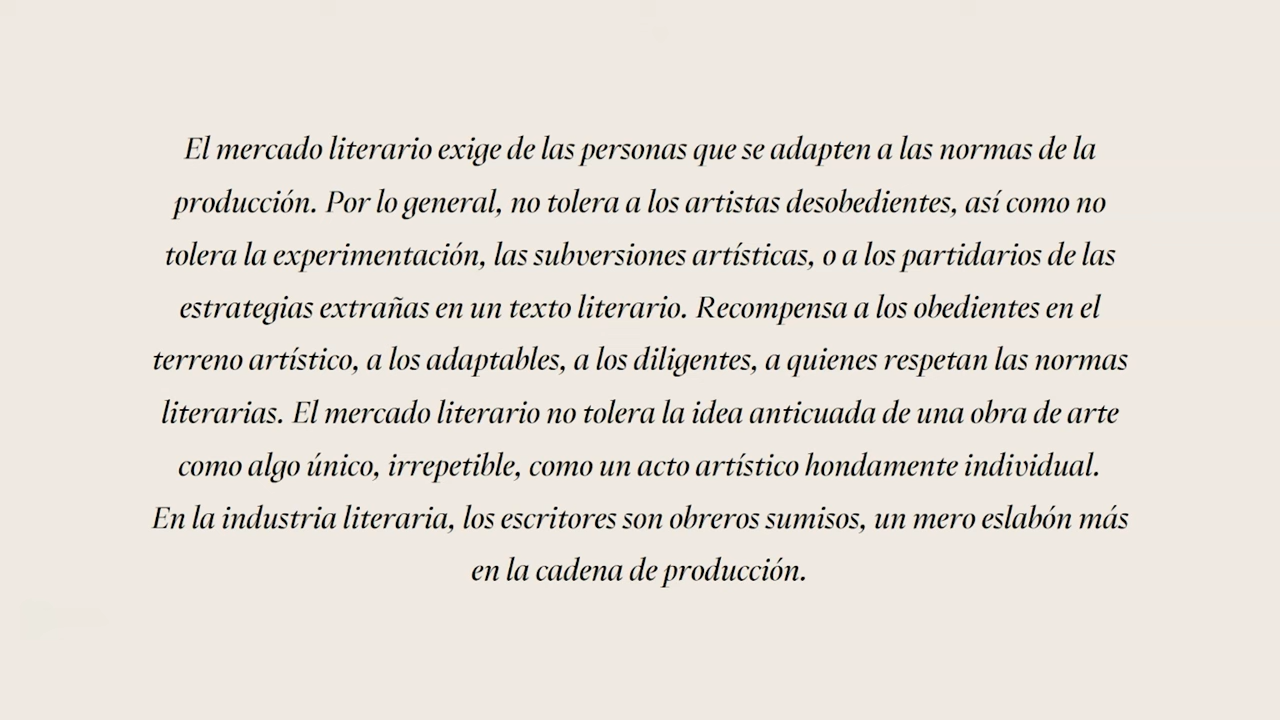 El mercado literario exige de las personas que se adapten a las normas de la
producción. Por lo general, no tolera a los artistas desobedientes, así como no
tolera la experimentación, las subversiones artísticas, o a los partidarios de las
estrategias extrañas en un texto literario. Recompensa a los obedientes en el
terreno artístico, a los adaptables, a los diligentes, a quienes respetan las normas
literarias. El mercado literario no tolera la idea anticuada de una obra de arte
como algo único, irrepetible, como un acto artístico hondamente individual.
En la industria literaria, los escritores son obreros sumisos, un mero eslabón más
en la cadena de producción.